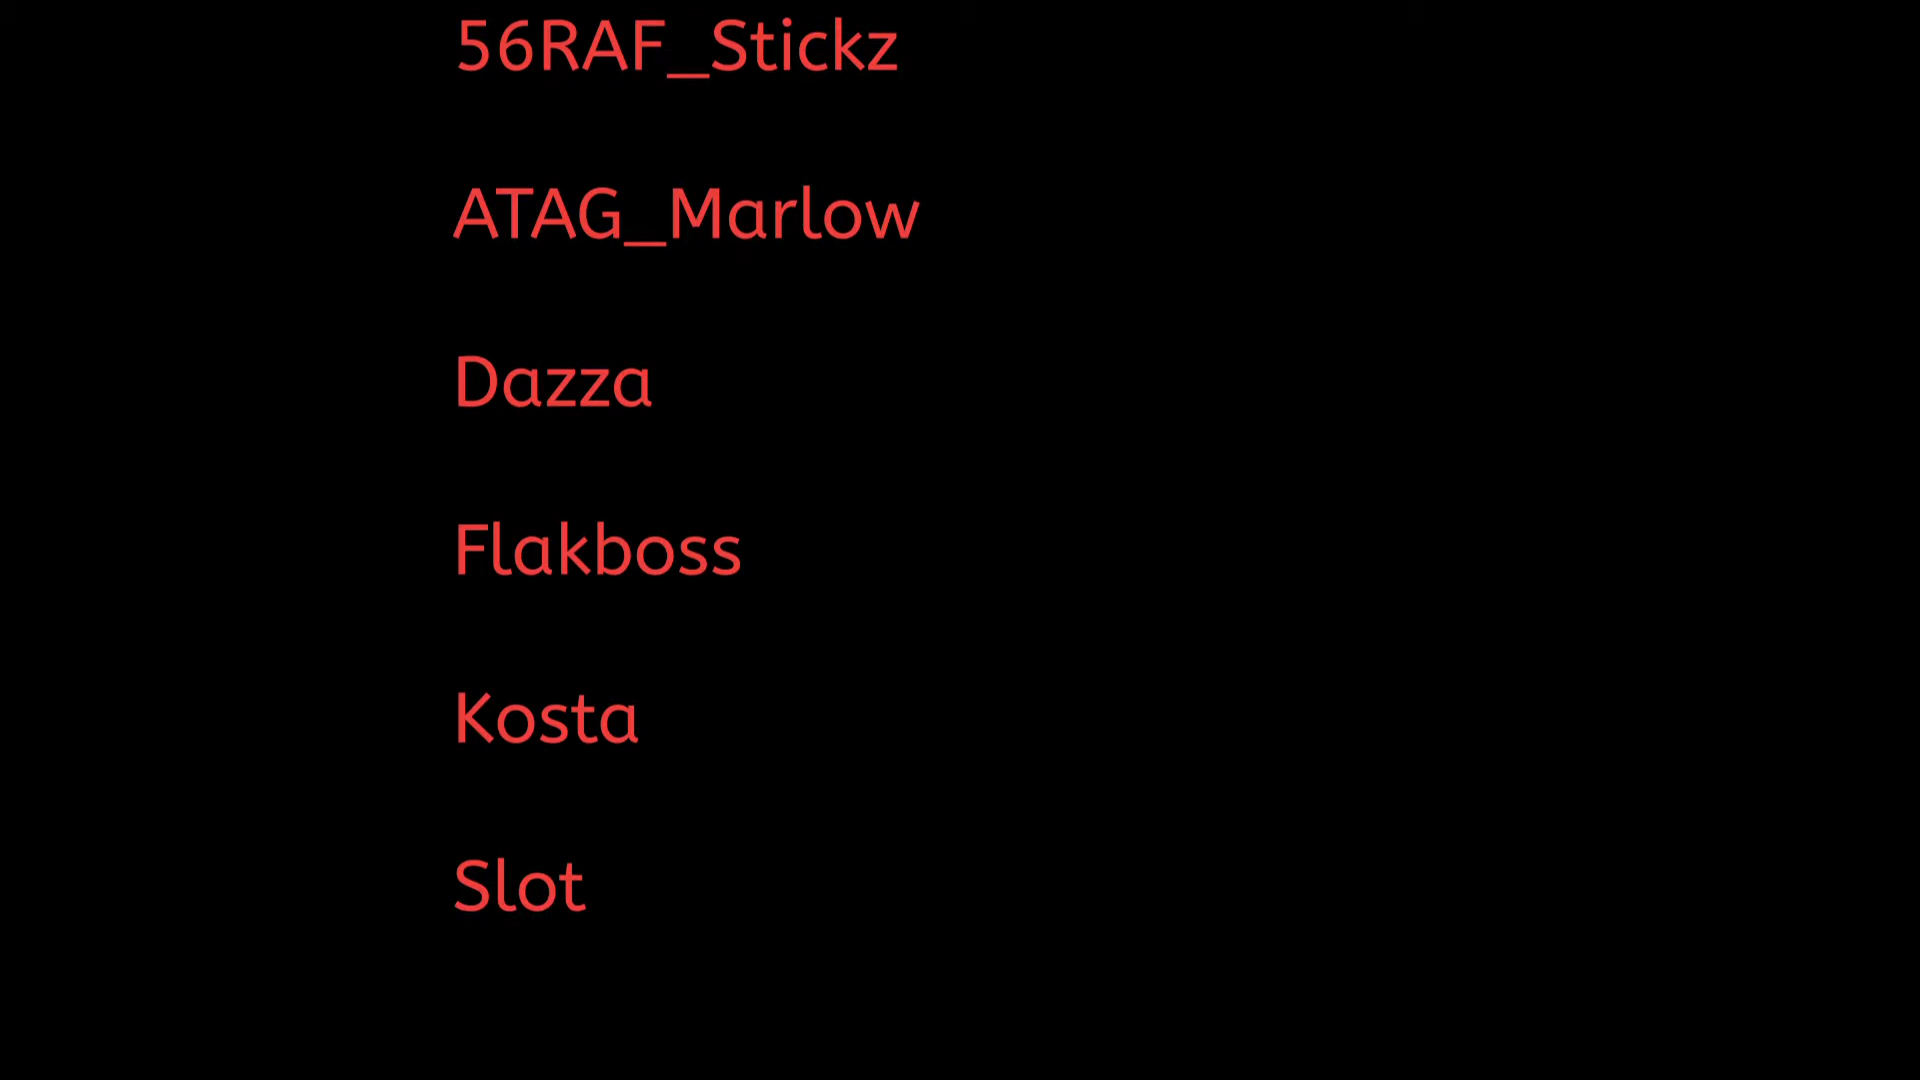 56RAF_Stickz
ATAG_Marlow
Dazza
Flakboss
Kosta
Slot